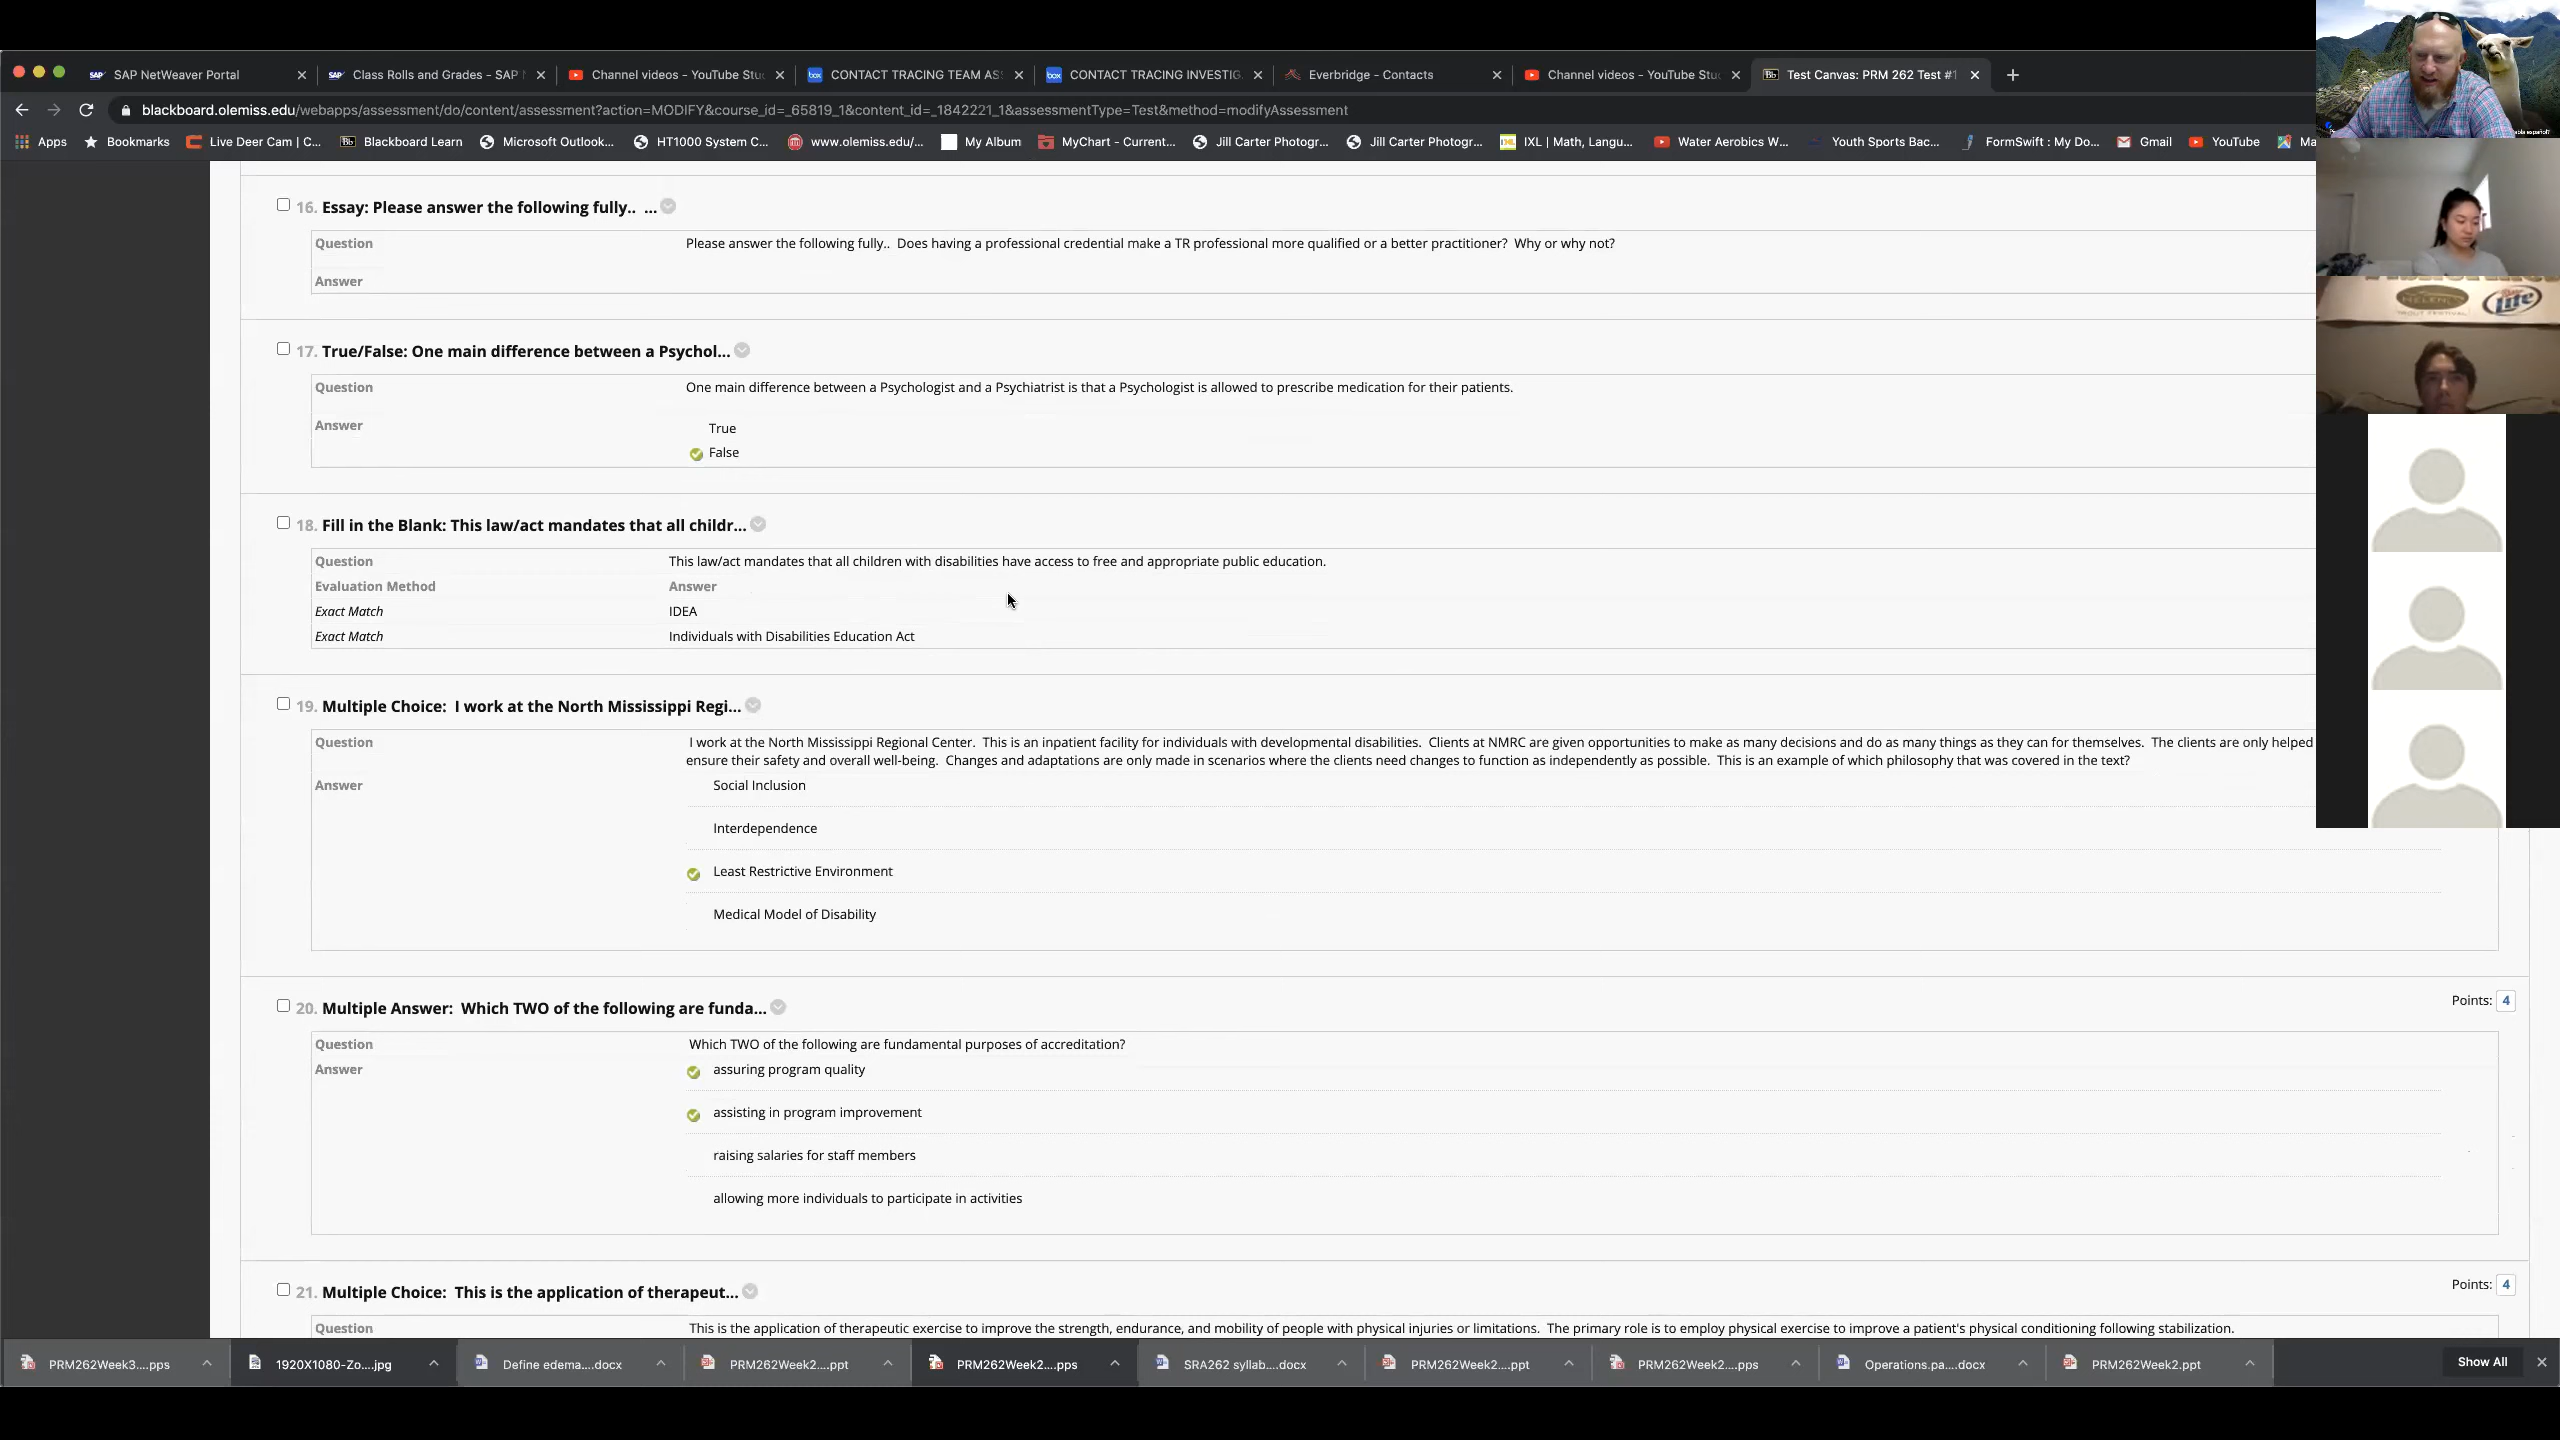 SAP NetWeaver Portal
Class Rolls and Grades - SAP N
Channel videos - YouTube Stu
CONTACT TRACING TEAM AS
CONTACT TRACING INVESTIG
Everbridge - Contacts
Channel videos - YouTube Stu
Test Canvas: PRM 262 Test #1
blackboard.olemiss.edu/webapps/assessment/do/content/assessment?action=MODIFY&course_id=_65819_1&content_id=_1842221_1&assessmentType=Test&method=modifyAssessment
Apps
Bookmarks
Live Deer Cam | C...
Blackboard Learn
Microsoft Outlook...
HT1000 System C...
www.olemiss.edu/...
My Album
MyChart - Current...
Jill Carter Photogr...
Jill Carter Photogr...
IXL | Math, Langu...
Water Aerobics W...
Youth Sports Bac...
FormSwift : My Do...
Gmail
YouTube
Ma
16. Essay: Please answer the following fully.. ...
Question
Please answer the following fully.. Does having a professional credential make a TR professional more qualified or a better practitioner? Why or why not?
Answer
17. True/False: One main difference between a Psychol...
Question
One main difference between a Psychologist and a Psychiatrist is that a Psychologist is allowed to prescribe medication for their patients.
Answer
True
False
18. Fill in the Blank: This law/act mandates that all childr...
Question
This law/act mandates that all children with disabilities have access to free and appropriate public education.
Evaluation Method
Answer
Exact Match
IDEA
Exact Match
Individuals with Disabilities Education Act
19. Multiple Choice: I work at the North Mississippi Regi...
Question
I work at the North Mississippi Regional Center. This is an inpatient facility for individuals with developmental disabilities. Clients at NMRC are given opportunities to make as many decisions and do as many things as they can for themselves. The clients are only helped
ensure their safety and overall well-being. Changes and adaptations are only made in scenarios where the clients need changes to function as independently as possible. This is an example of which philosophy that was covered in the text?
Answer
Social Inclusion
Interdependence
Least Restrictive Environment
Medical Model of Disability
20. Multiple Answer: Which TWO of the following are funda...
Points: 4
Question
Which TWO of the following are fundamental purposes of accreditation?
Answer
assuring program quality
assisting in program improvement
raising salaries for staff members
allowing more individuals to participate in activities
21. Multiple Choice: This is the application of therapeut...
Points: 4
Question
This is the application of therapeutic exercise to improve the strength, endurance, and mobility of people with physical injuries or limitations. The primary role is to employ physical exercise to improve a patient's physical conditioning following stabilization.
PRM262Week3....pps
1920X1080-Zo....jpg
Define edema....docx
PRM262Week2....ppt
PRM262Week2....pps
SRA262 syllab....docx
PRM262Week2....ppt
PRM262Week2....pps
Operations.pa....docx
PRM262Week2.ppt
Show All
Lite